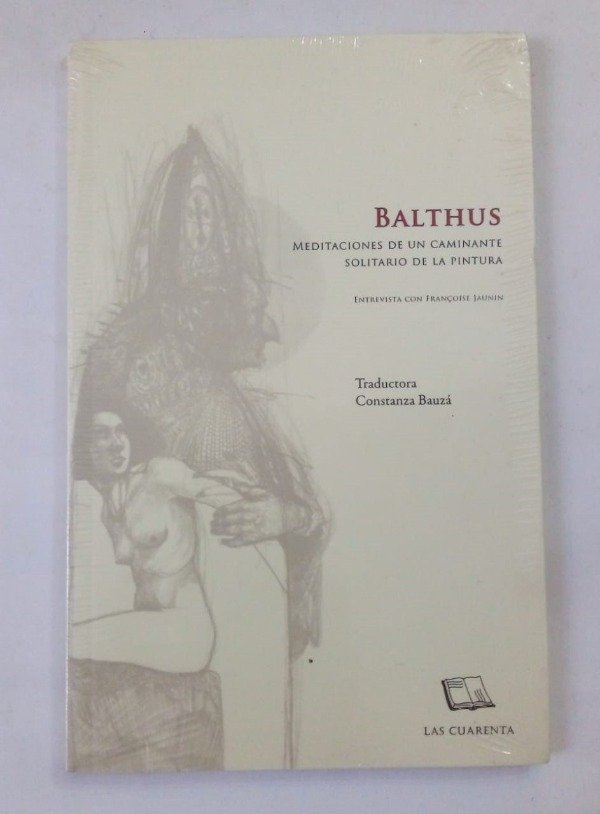 BALTHUS
MEDITACIONES DE UN CAMINANTE
SOLITARIO DE LA PINTURA
ENTREVISTA CON FRANÇOISE JAUNIN
Traductora
Constanza Bauzá
LAS CUARENTA